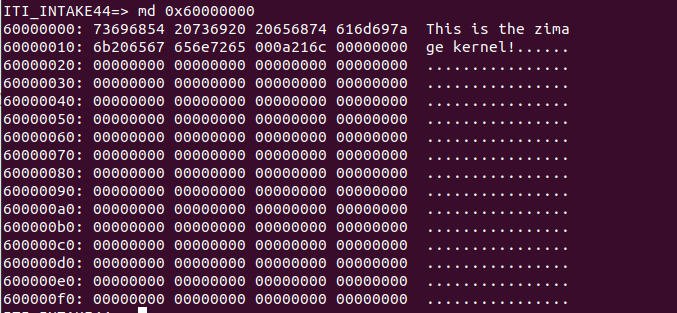 ITI_INTAKE44=> md 0x60000000
60000000: 73696854 20736920 20656874 616d697a  This is the zima
60000010: 6b206567 656e7265 000a216c 00000000  ge kernel!......
60000020: 00000000 00000000 00000000 00000000  ................
60000030: 00000000 00000000 00000000 00000000  ................
60000040: 00000000 00000000 00000000 00000000  ................
60000050: 00000000 00000000 00000000 00000000  ................
60000060: 00000000 00000000 00000000 00000000  ................
60000070: 00000000 00000000 00000000 00000000  ................
60000080: 00000000 00000000 00000000 00000000  ................
60000090: 00000000 00000000 00000000 00000000  ................
600000a0: 00000000 00000000 00000000 00000000  ................
600000b0: 00000000 00000000 00000000 00000000  ................
600000c0: 00000000 00000000 00000000 00000000  ................
600000d0: 00000000 00000000 00000000 00000000  ................
600000e0: 00000000 00000000 00000000 00000000  ................
600000f0: 00000000 00000000 00000000 00000000  ................